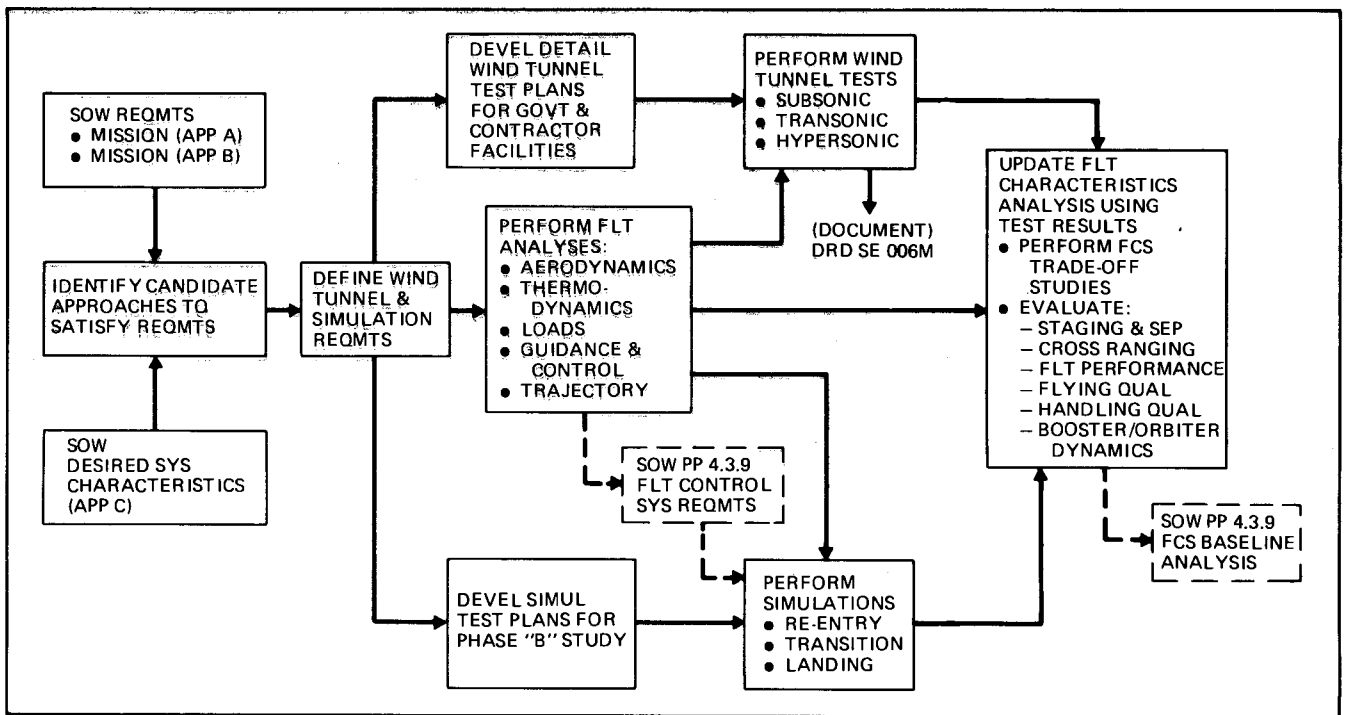 SOW REQMTS
● MISSION (APP A)
● MISSION (APP B)
IDENTIFY CANDIDATE
APPROACHES TO
SATISFY REQMTS
SOW
DESIRED SYS
CHARACTERISTICS
(APP C)
DEFINE WIND
TUNNEL &
SIMULATION
REQMTS
DEVEL DETAIL
WIND TUNNEL
TEST PLANS
FOR GOVT &
CONTRACTOR
FACILITIES
PERFORM FLT
ANALYSES:
● AERODYNAMICS
● THERMO-
DYNAMICS
● LOADS
● GUIDANCE &
CONTROL
● TRAJECTORY
SOW PP 4.3.9
FLT CONTROL
SYS REQMTS
DEVEL SIMUL
TEST PLANS FOR
PHASE "B" STUDY
PERFORM WIND
TUNNEL TESTS
● SUBSONIC
● TRANSONIC
● HYPERSONIC
(DOCUMENT)
DRD SE 006M
PERFORM
SIMULATIONS
● RE-ENTRY
● TRANSITION
● LANDING
UPDATE FLT
CHARACTERISTICS
ANALYSIS USING
TEST RESULTS
● PERFORM FCS
TRADE-OFF
STUDIES
● EVALUATE:
– STAGING & SEP
– CROSS RANGING
– FLT PERFORMANCE
– FLYING QUAL
– HANDLING QUAL
– BOOSTER/ORBITER
DYNAMICS
SOW PP 4.3.9
FCS BASELINE
ANALYSIS